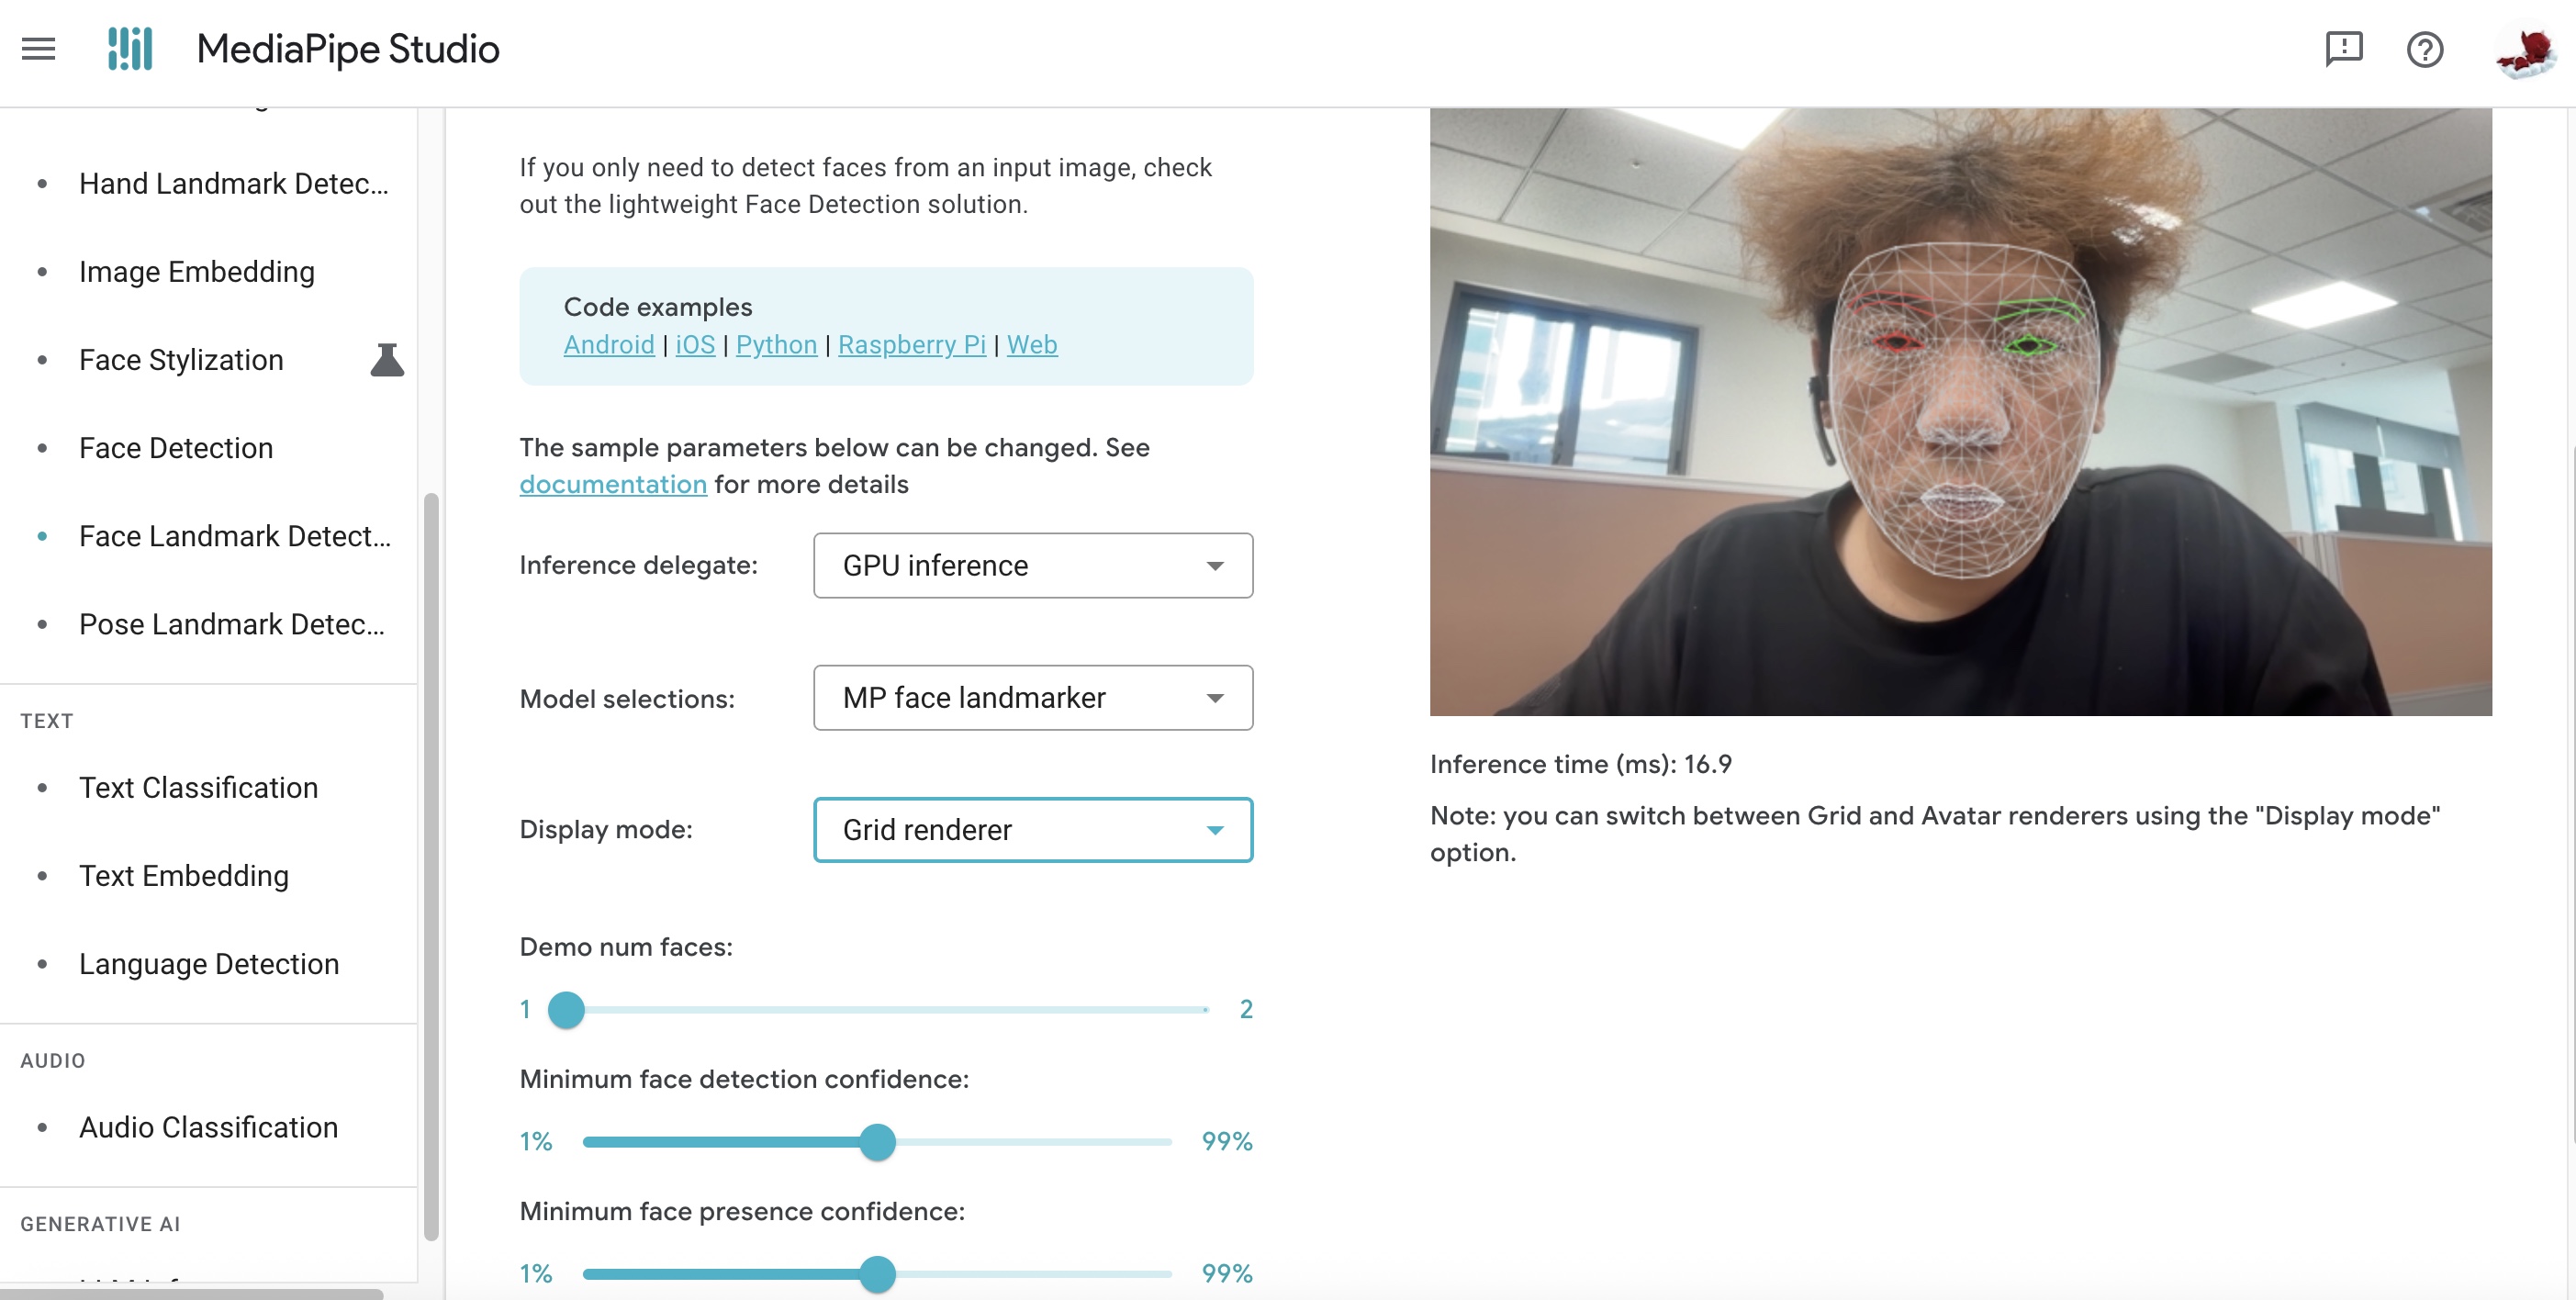 MediaPipe Studio
Hand Landmark Detec...
Image Embedding
Face Stylization
Face Detection
Face Landmark Detect...
Pose Landmark Detec...
TEXT
Text Classification
Text Embedding
Language Detection
AUDIO
Audio Classification
GENERATIVE AI
If you only need to detect faces from an input image, check
out the lightweight Face Detection solution.
Code examples
Android | iOS | Python | Raspberry Pi | Web
The sample parameters below can be changed. See
documentation for more details
Inference delegate: GPU inference
Model selections: MP face landmarker
Display mode: Grid renderer
Demo num faces:
1 2
Minimum face detection confidence:
1% 99%
Minimum face presence confidence:
1% 99%
Inference time (ms): 16.9
Note: you can switch between Grid and Avatar renderers using the "Display mode"
option.